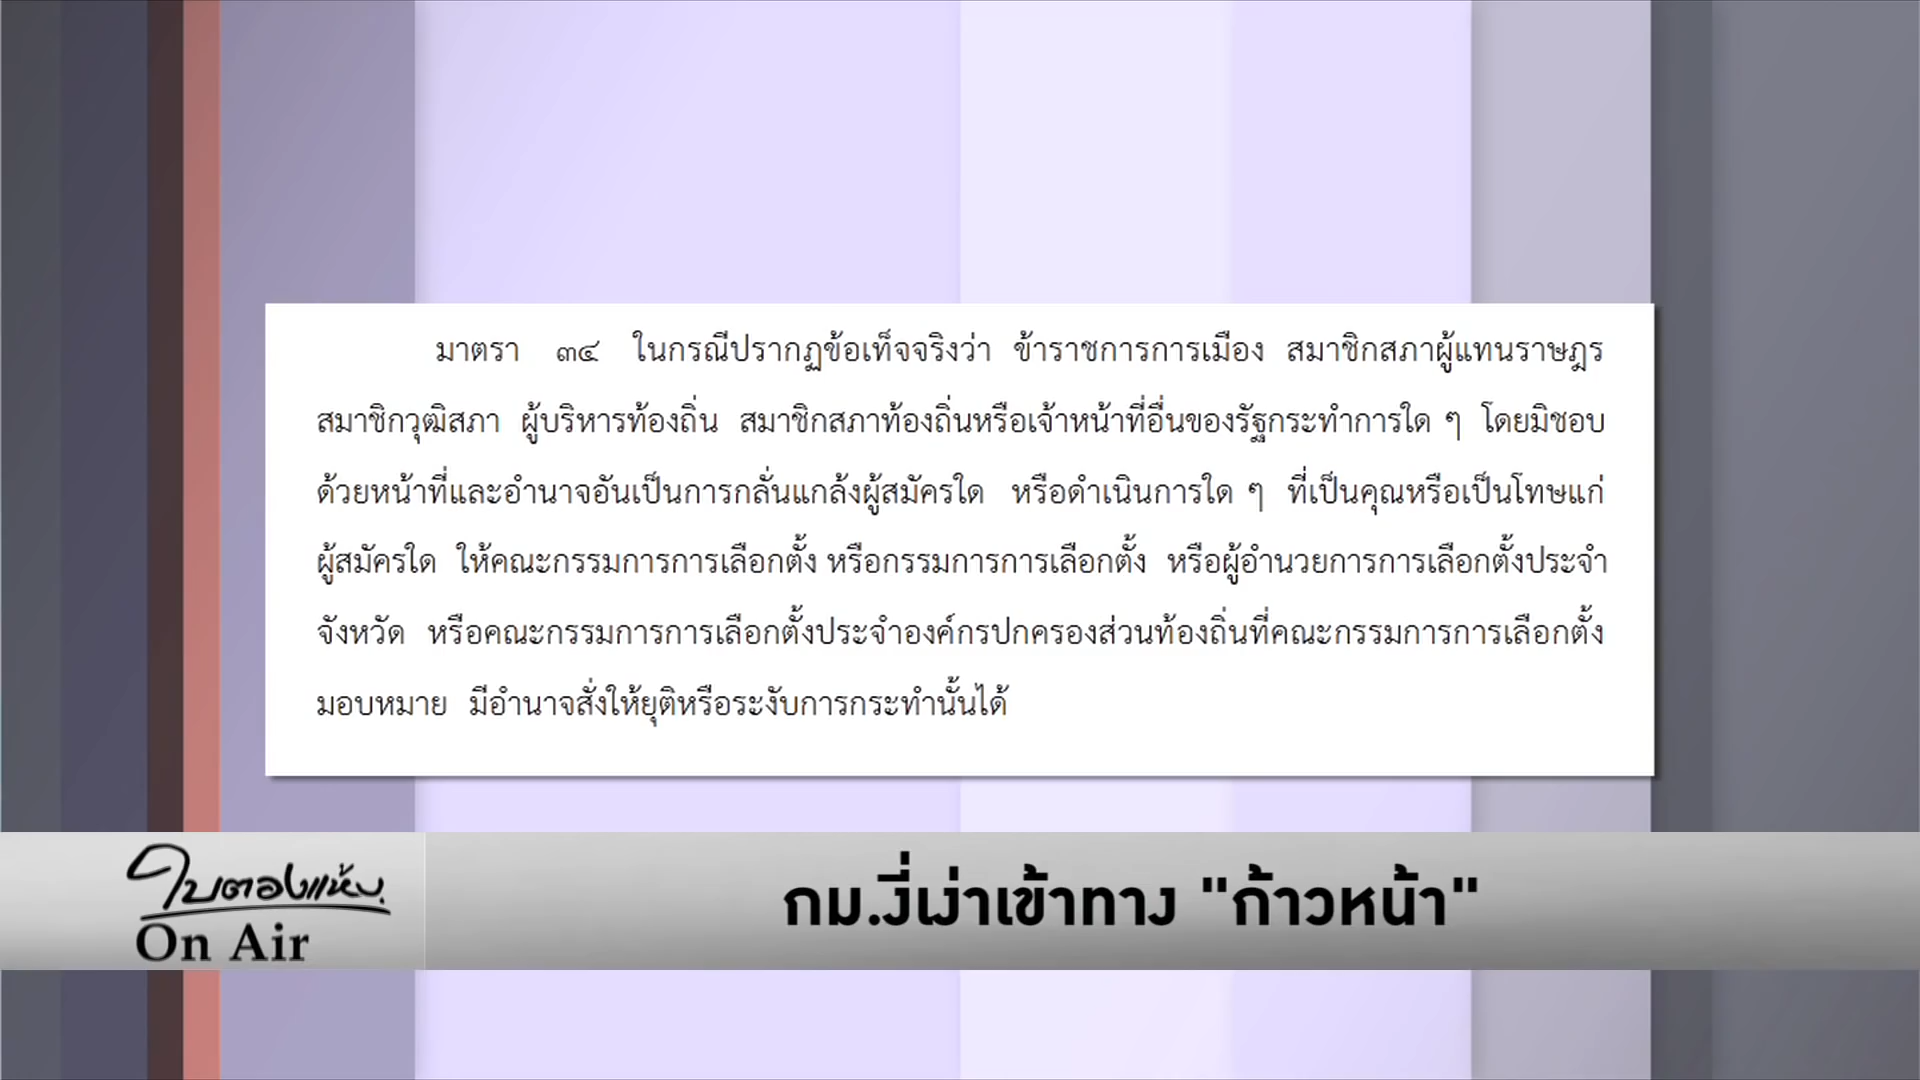 มาตรา ๓๔ ในกรณีปรากฏข้อเท็จจริงว่า ข้าราชการการเมือง สมาชิกสภาผู้แทนราษฎร
สมาชิกวุฒิสภา ผู้บริหารท้องถิ่น สมาชิกสภาท้องถิ่นหรือเจ้าหน้าที่อื่นของรัฐกระทำการใด ๆ โดยมิชอบ
ด้วยหน้าที่และอำนาจอันเป็นการกลั่นแกล้งผู้สมัครใด หรือดำเนินการใด ๆ ที่เป็นคุณหรือเป็นโทษแก่
ผู้สมัครใด ให้คณะกรรมการการเลือกตั้ง หรือกรรมการการเลือกตั้ง หรือผู้อำนวยการการเลือกตั้งประจำ
จังหวัด หรือคณะกรรมการการเลือกตั้งประจำองค์กรปกครองส่วนท้องถิ่นที่คณะกรรมการการเลือกตั้ง
มอบหมาย มีอำนาจสั่งให้ยุติหรือระงับการกระทำนั้นได้
ใบตองแห้ง
On Air
กม.งี่เง่าเข้าทาง "ก้าวหน้า"